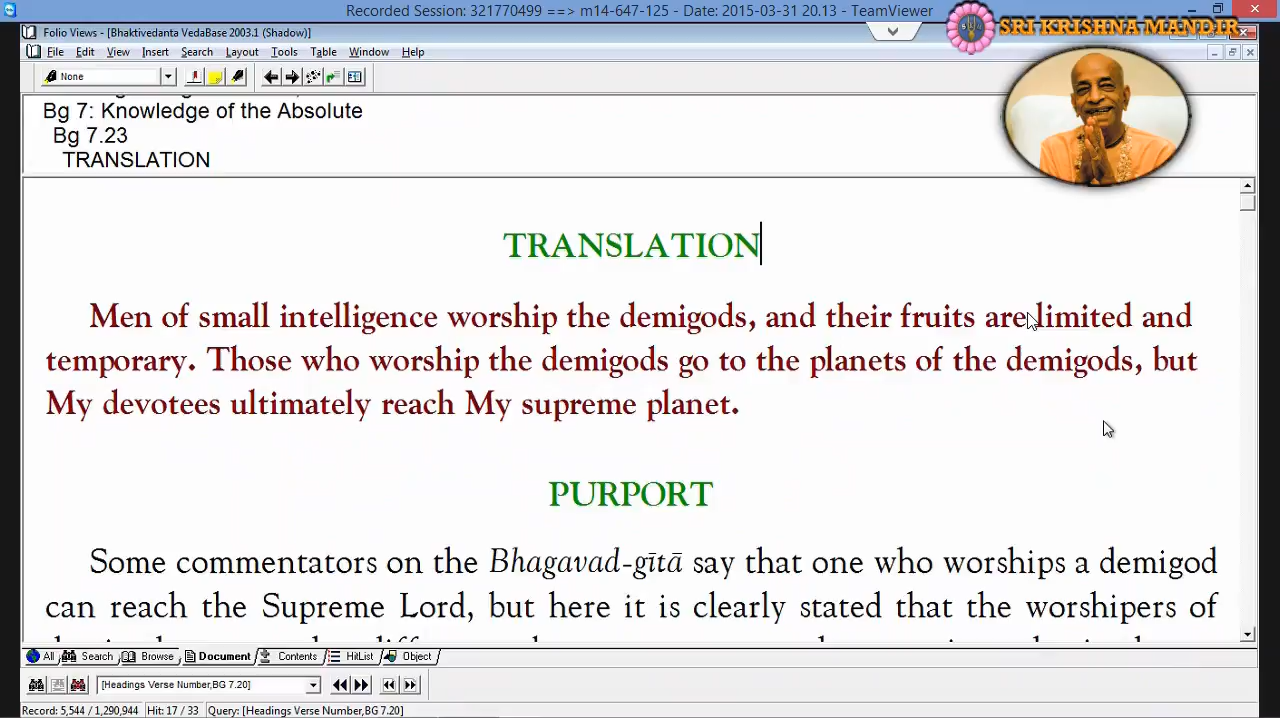 Recorded Session: 321770499 ==> m14-647-125 - Date: 2015-03-31 20.13 - TeamViewer
SRI KRISHNA MANDIR
Folio Views - [Bhaktivedanta VedaBase 2003.1 (Shadow)]
File Edit View Insert Search Layout Tools Table Window Help
None
Bg 7: Knowledge of the Absolute
Bg 7.23
TRANSLATION
TRANSLATION
Men of small intelligence worship the demigods, and their fruits are limited and
temporary. Those who worship the demigods go to the planets of the demigods, but
My devotees ultimately reach My supreme planet.
PURPORT
Some commentators on the Bhagavad-gītā say that one who worships a demigod
can reach the Supreme Lord, but here it is clearly stated that the worshipers of
All Search Browse Document Contents HitList Object
[Headings Verse Number,BG 7.20]
Record: 5,544 / 1,290,944 Hit: 17 / 33 Query: [Headings Verse Number,BG 7.20]